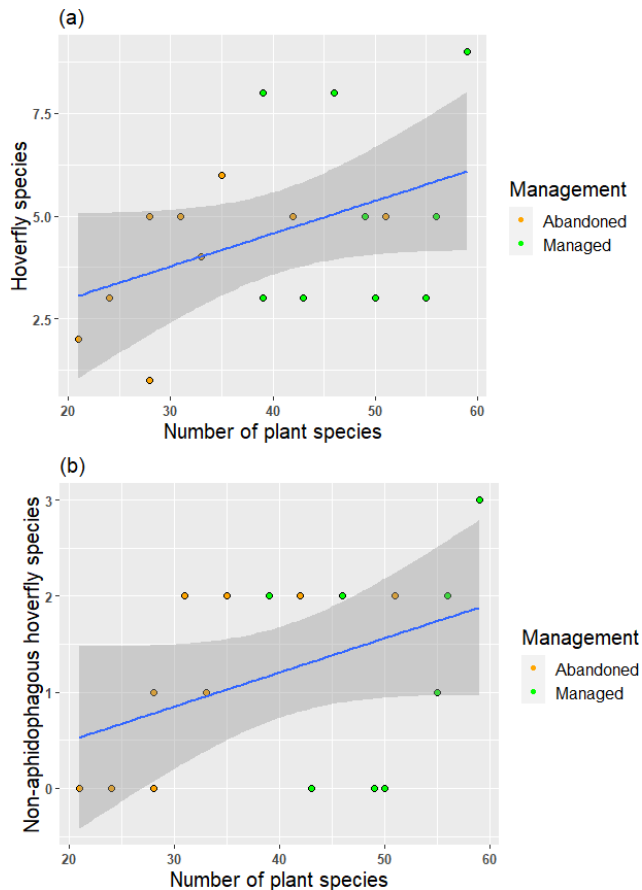 (a)
Hoverfly species
7.5
5.0
2.5
20 30 40 50 60
Number of plant species
Management
Abandoned
Managed
(b)
Non-aphidophagous hoverfly species
3
2
1
0
20 30 40 50 60
Number of plant species
Management
Abandoned
Managed